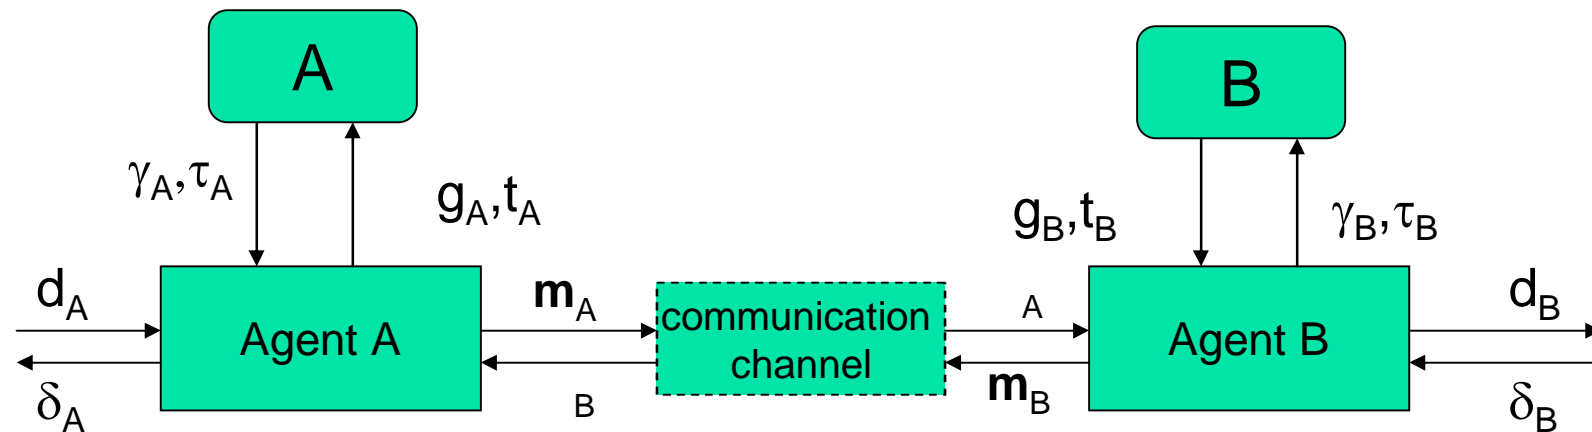 A
B
γA,τA
gA,tA
gB,tB
γB,τB
dA
mA
A
dB
Agent A
communication
channel
Agent B
δA
B
mB
δB